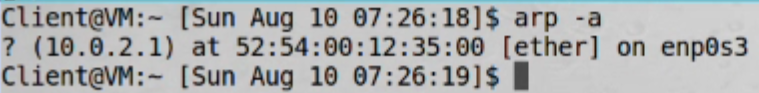 Client@VM:~ [Sun Aug 10 07:26:18]$ arp -a
? (10.0.2.1) at 52:54:00:12:35:00 [ether] on enp0s3
Client@VM:~ [Sun Aug 10 07:26:19]$